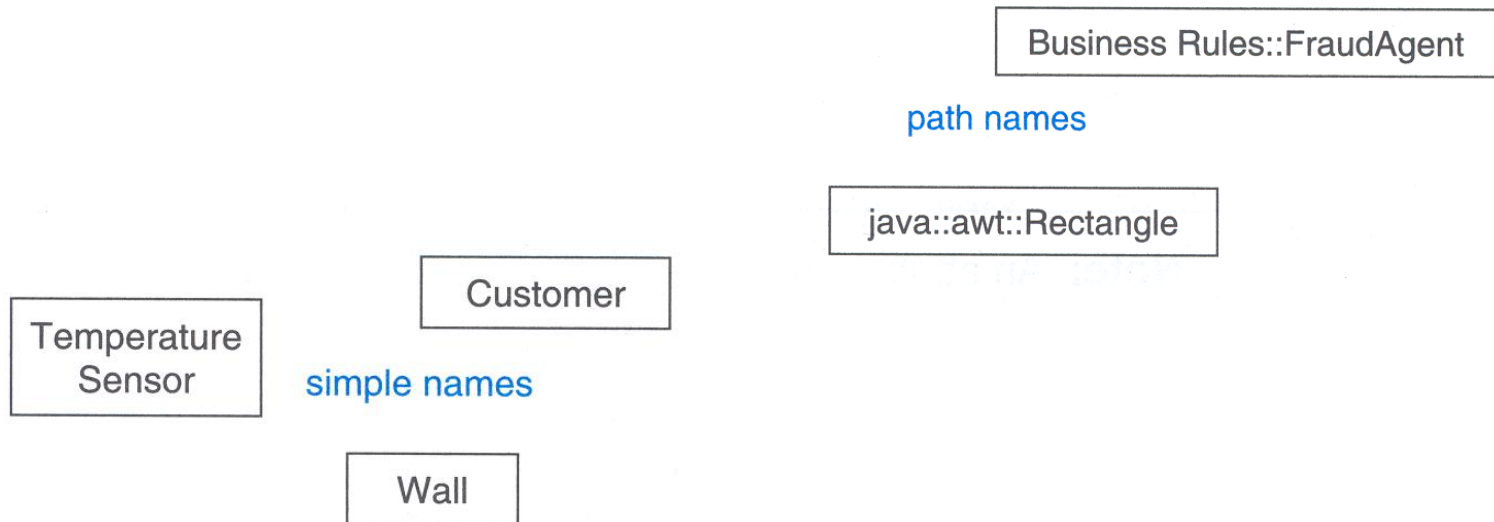 Business Rules::FraudAgent
path names
java::awt::Rectangle
Customer
Temperature
Sensor
simple names
Wall